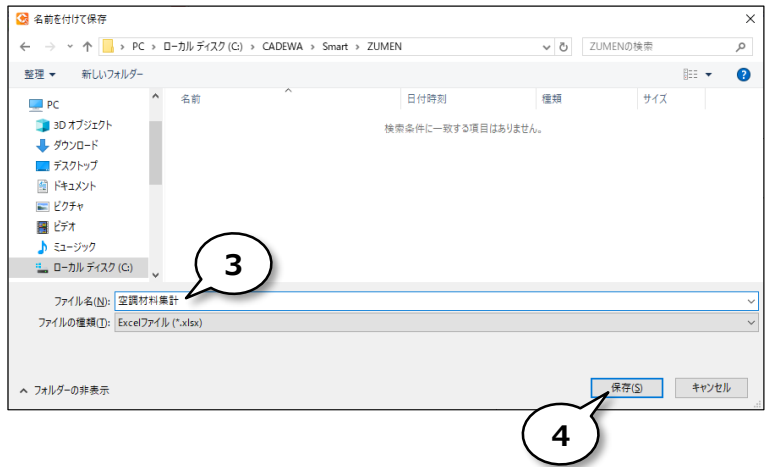 名前を付けて保存
PC › ローカル ディスク (C:) › CADEWA › Smart › ZUMEN
ZUMENの検索
整理 新しいフォルダー
名前 日付時刻 種類 サイズ
検索条件に一致する項目はありません。
PC
3D オブジェクト
ダウンロード
デスクトップ
ドキュメント
ピクチャ
ビデオ
ミュージック
ローカル ディスク (C:)
3
ファイル名(N): 空調材料集計
ファイルの種類(T): Excelファイル (*.xlsx)
フォルダーの非表示
保存(S) キャンセル
4